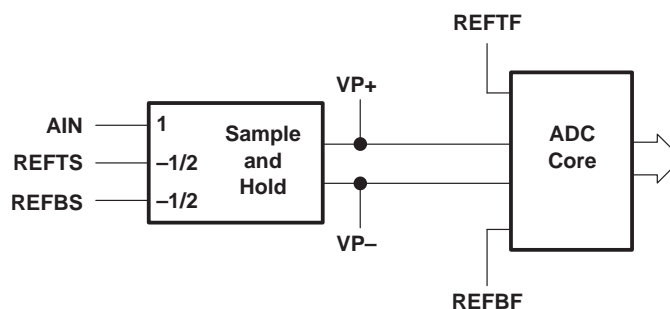 REFTF
VP+
AIN
1
Sample
and
Hold
ADC
Core
REFTS
–1/2
REFBS
–1/2
VP–
REFBF